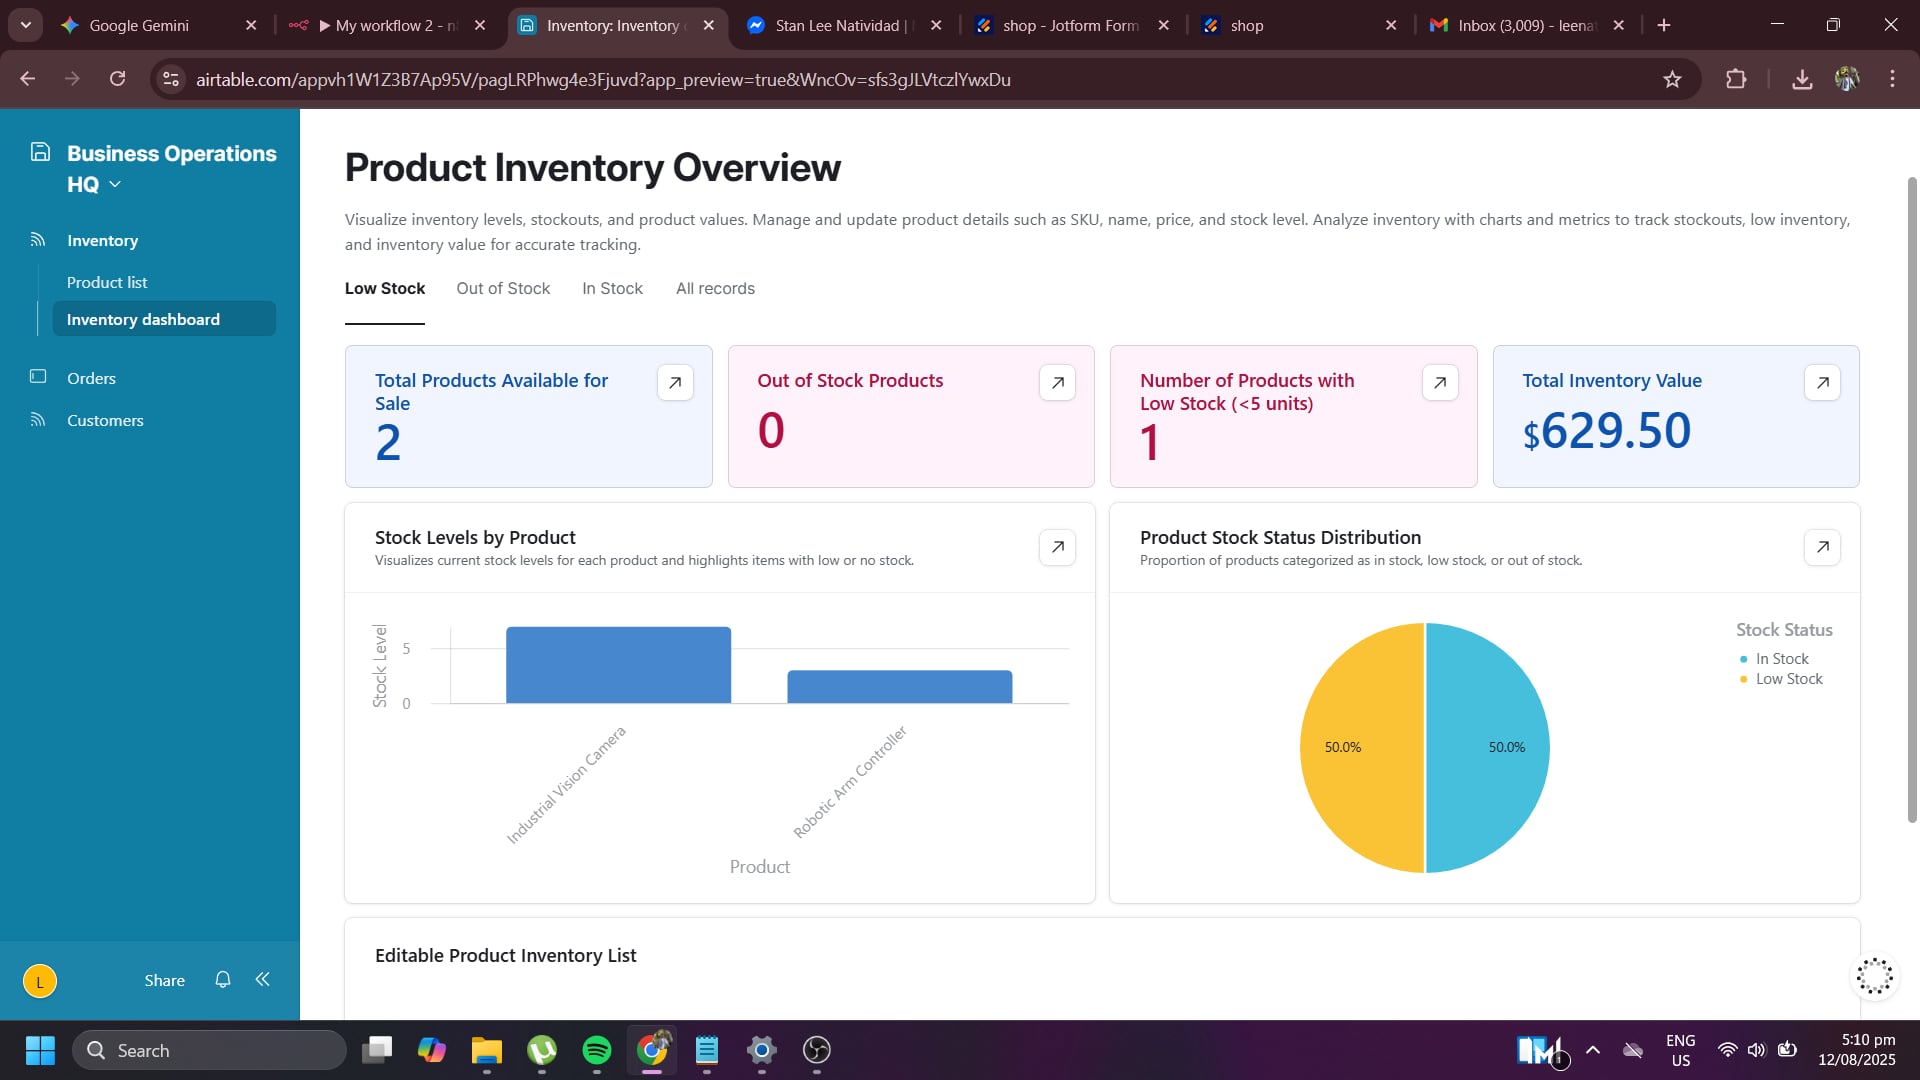 Google Gemini
▶ My workflow 2 - n
Inventory: Inventory
Stan Lee Natividad |
shop - Jotform Form
shop
Inbox (3,009) - leena
airtable.com/appvh1W1Z3B7Ap95V/pagLRPhwg4e3Fjuvd?app_preview=true&WncOv=sfs3gJLVtczlYwxDu
Business Operations
HQ
Inventory
Product list
Inventory dashboard
Orders
Customers
L
Share
Product Inventory Overview
Visualize inventory levels, stockouts, and product values. Manage and update product details such as SKU, name, price, and stock level. Analyze inventory with charts and metrics to track stockouts, low inventory,
and inventory value for accurate tracking.
Low Stock
Out of Stock
In Stock
All records
Total Products Available for
Sale
2
Out of Stock Products
0
Number of Products with
Low Stock (<5 units)
1
Total Inventory Value
$629.50
Stock Levels by Product
Visualizes current stock levels for each product and highlights items with low or no stock.
Stock Level
5
0
Industrial Vision Camera
Robotic Arm Controller
Product
Product Stock Status Distribution
Proportion of products categorized as in stock, low stock, or out of stock.
50.0%
50.0%
Stock Status
In Stock
Low Stock
Editable Product Inventory List
Search
1
ENG
US
5:10 pm
12/08/2025